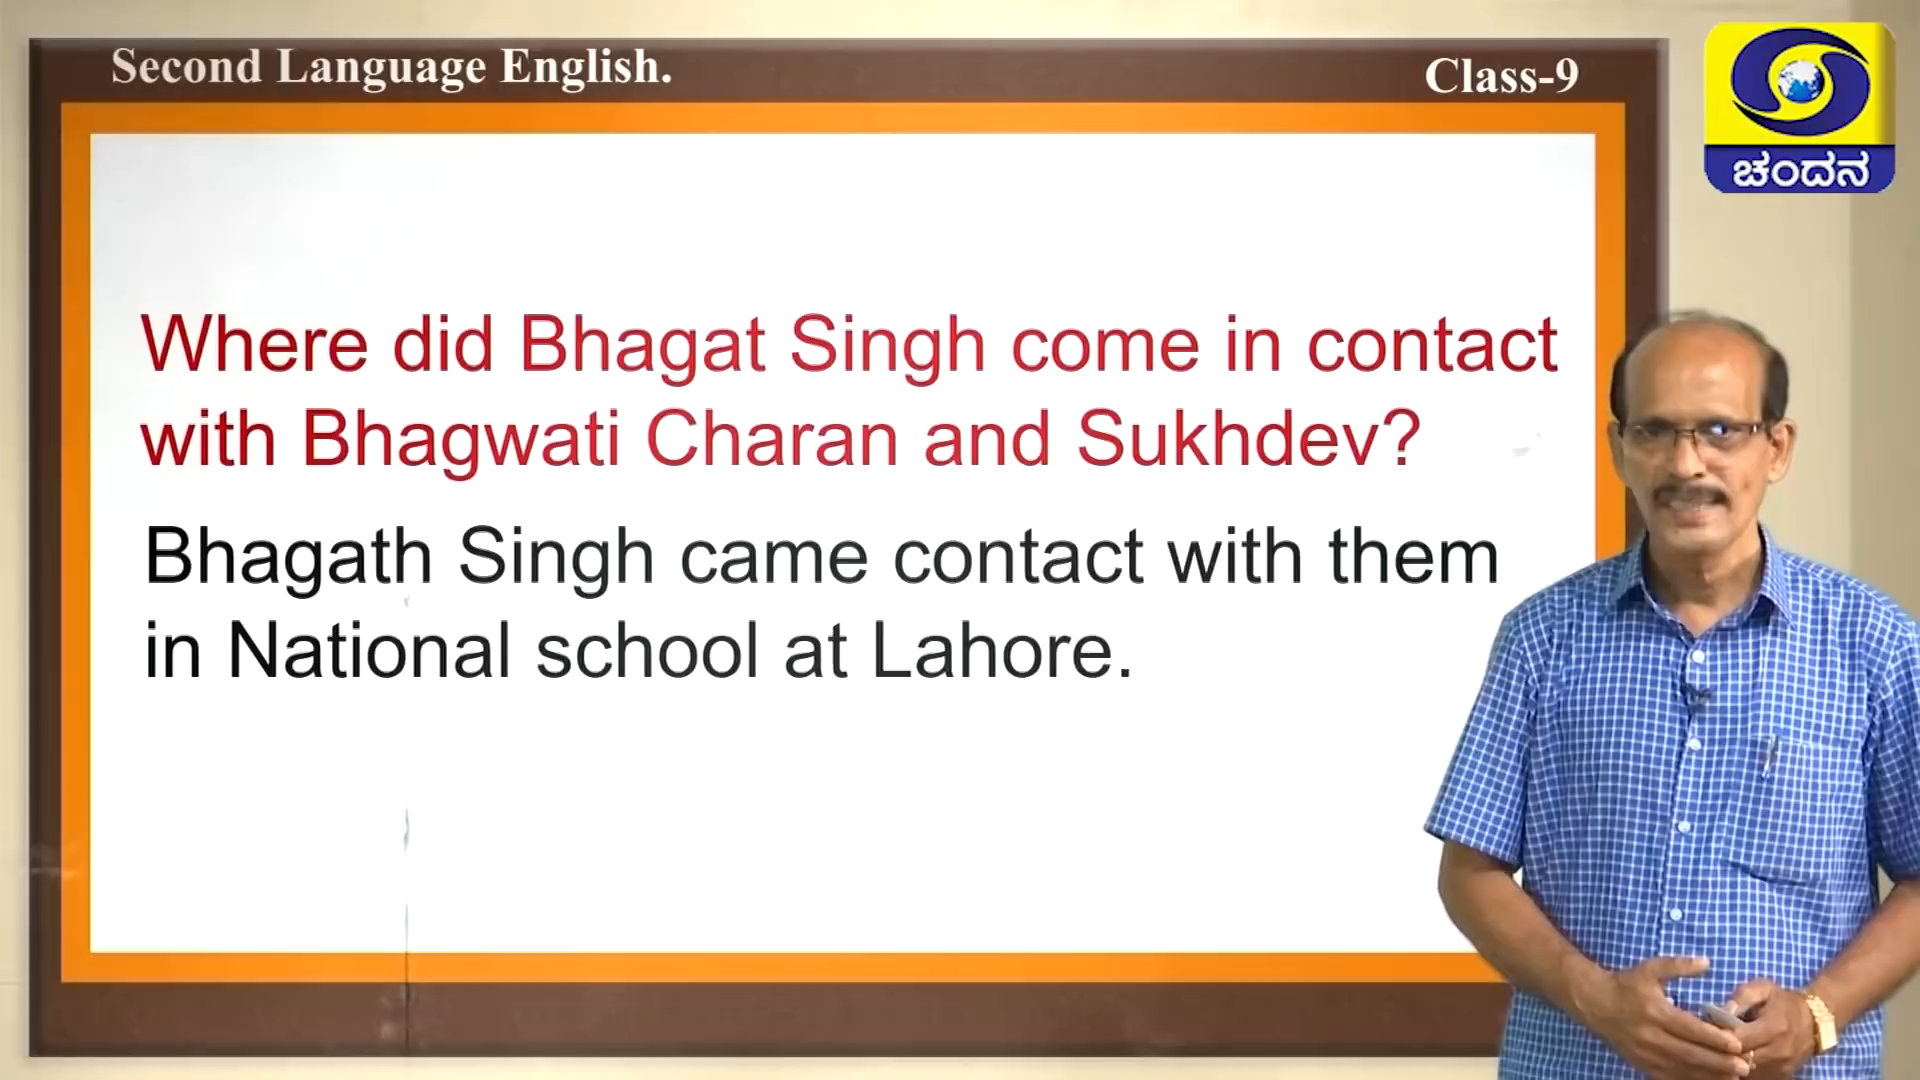 Second Language English.
Class-9
ಚಂದನ
Where did Bhagat Singh come in contact
with Bhagwati Charan and Sukhdev?
Bhagath Singh came contact with them
in National school at Lahore.